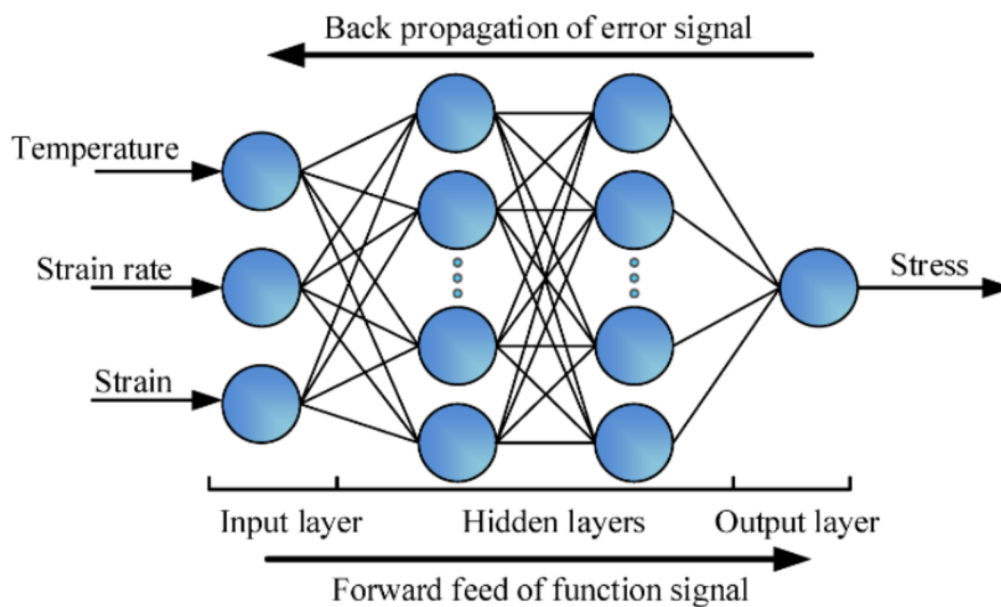 Back propagation of error signal
Temperature
Strain rate
Strain
Stress
Input layer
Hidden layers
Output layer
Forward feed of function signal